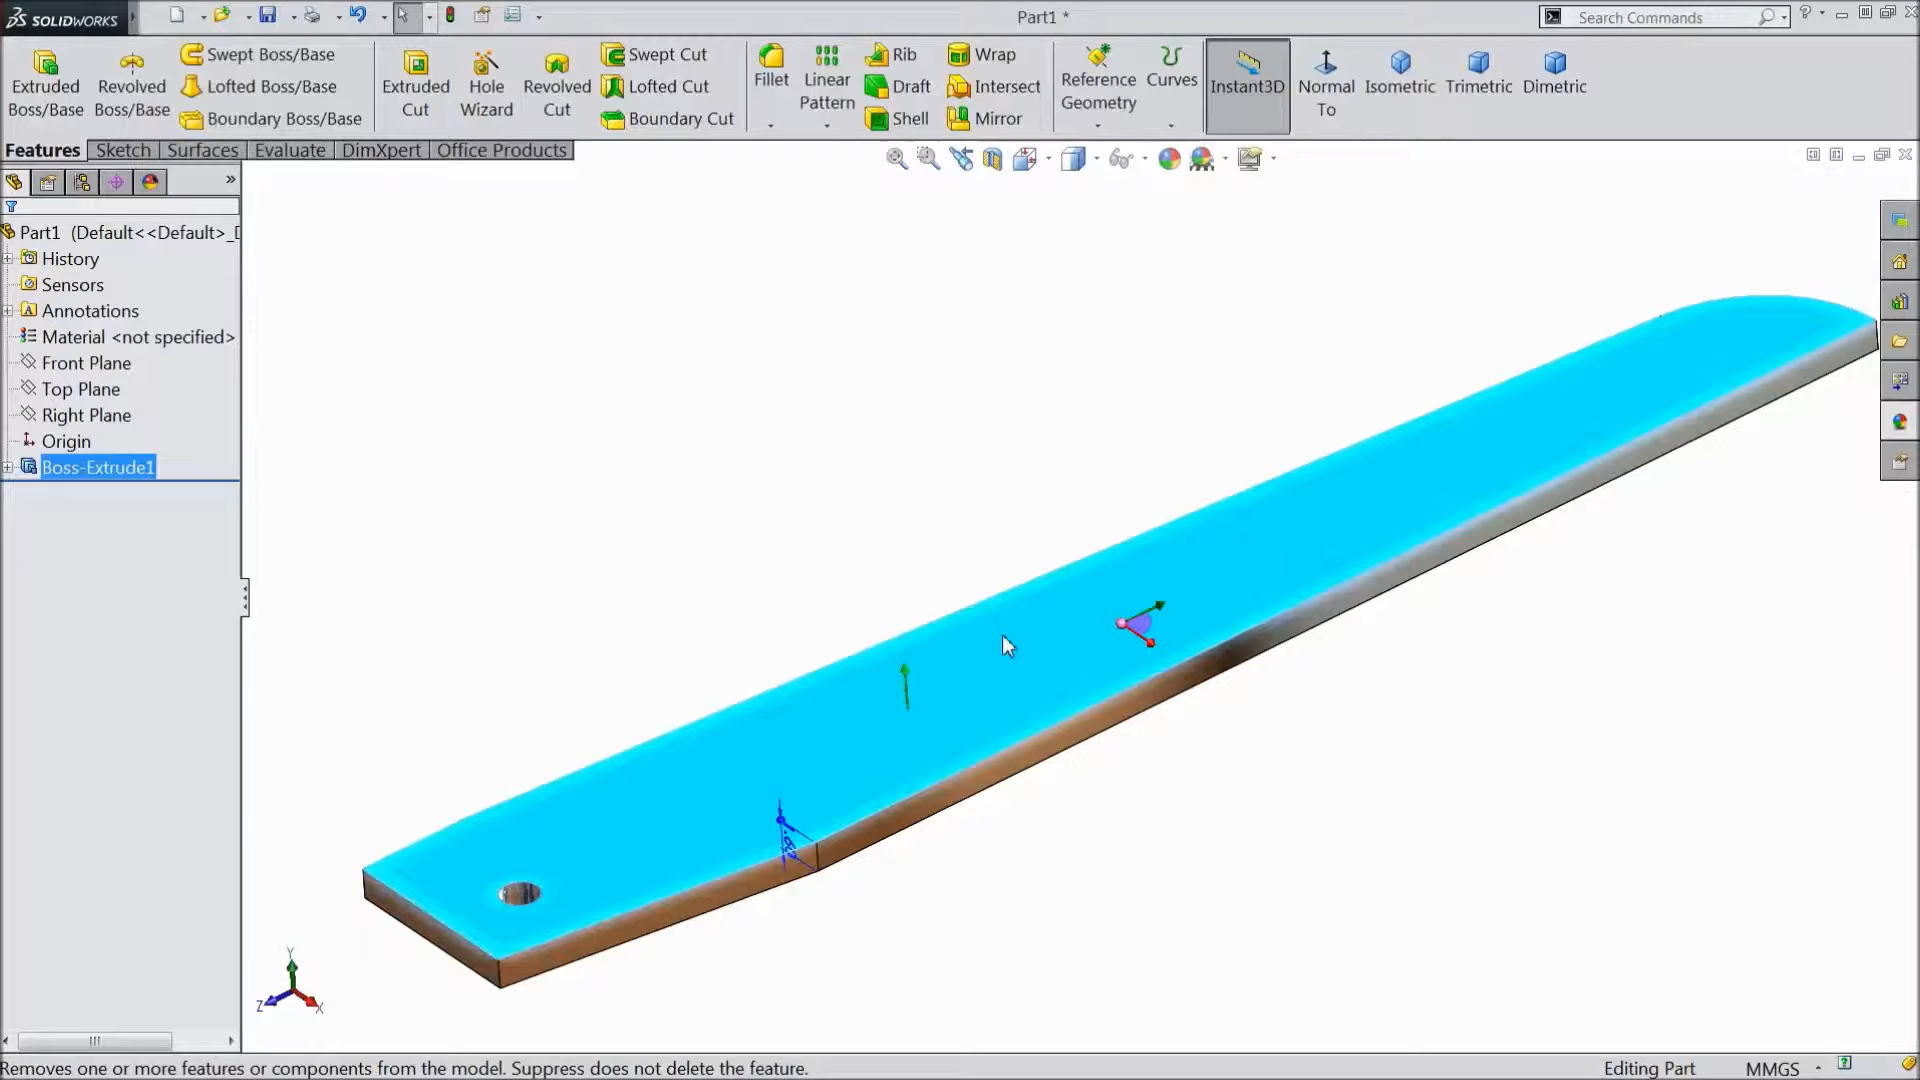 SOLIDWORKS
Part1 *
Search Commands
Extruded Boss/Base
Revolved Boss/Base
Swept Boss/Base
Lofted Boss/Base
Boundary Boss/Base
Extruded Cut
Hole Wizard
Revolved Cut
Swept Cut
Lofted Cut
Boundary Cut
Fillet
Linear Pattern
Rib
Draft
Shell
Wrap
Intersect
Mirror
Reference Geometry
Curves
Instant3D
Normal To
Isometric
Trimetric
Dimetric
Features
Sketch
Surfaces
Evaluate
DimXpert
Office Products
Part1 (Default<<Default>_
History
Sensors
Annotations
Material <not specified>
Front Plane
Top Plane
Right Plane
Origin
Boss-Extrude1
Y
Z
X
Removes one or more features or components from the model. Suppress does not delete the feature.
Editing Part
MMGS